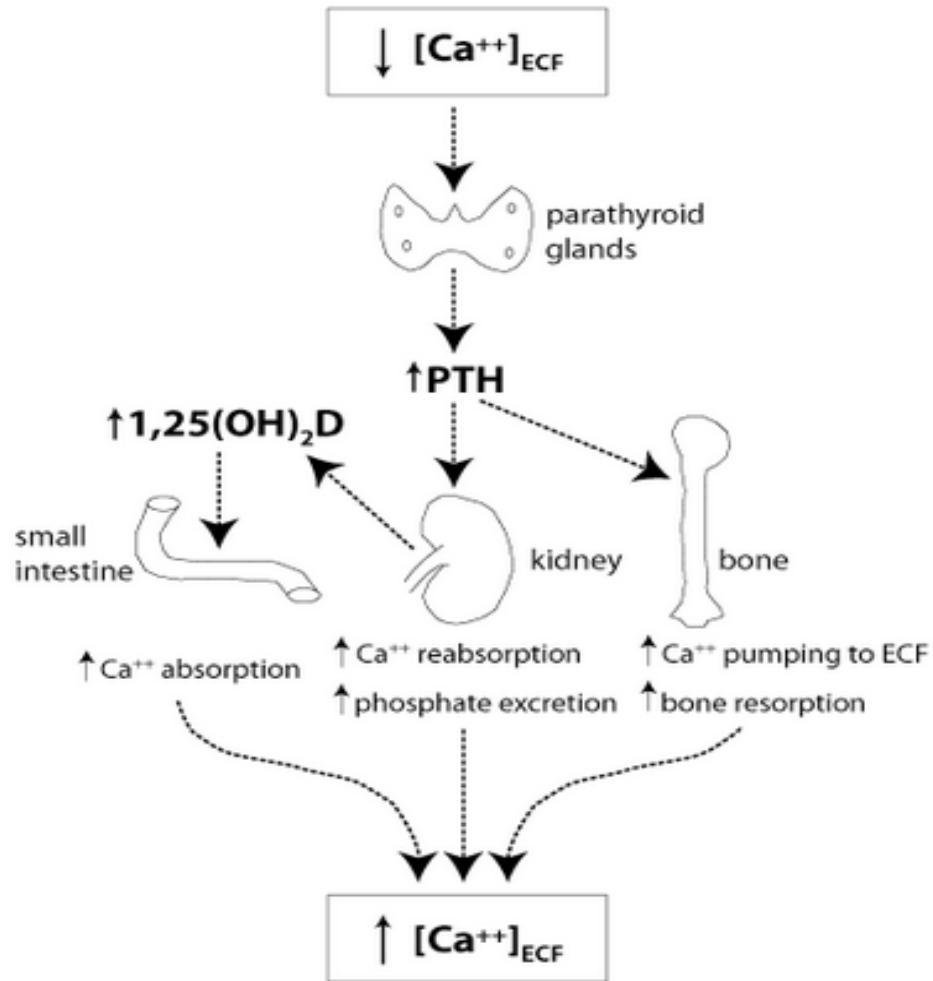 ↓ [Ca⁺⁺]ECF
parathyroid
glands
↑PTH
↑1,25(OH)₂D
small
intestine
kidney
bone
↑ Ca⁺⁺ absorption
↑ Ca⁺⁺ reabsorption
↑ phosphate excretion
↑ Ca⁺⁺ pumping to ECF
↑ bone resorption
↑ [Ca⁺⁺]ECF